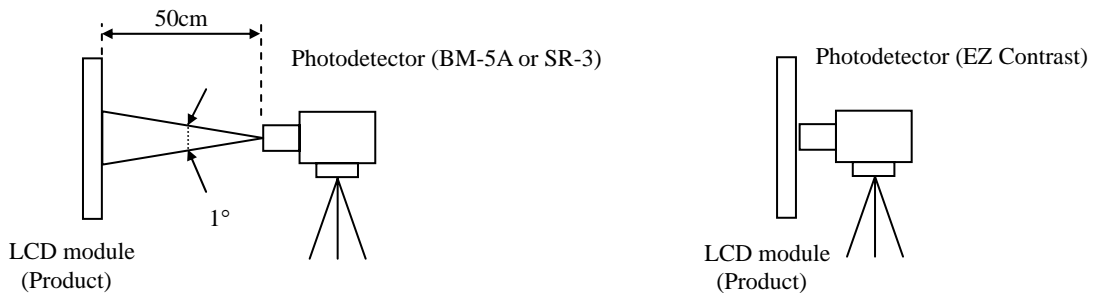 50cm
Photodetector (BM-5A or SR-3)
1°
LCD module
(Product)
Photodetector (EZ Contrast)
LCD module
(Product)